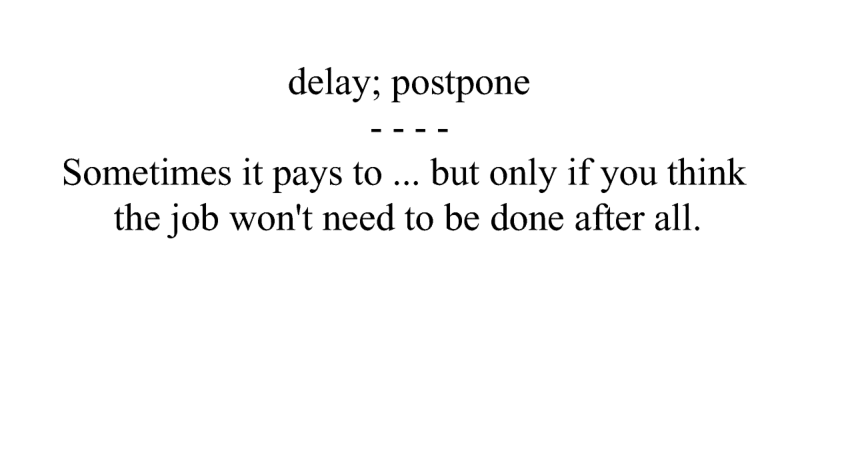 delay; postpone
- - - -
Sometimes it pays to ... but only if you think
the job won't need to be done after all.